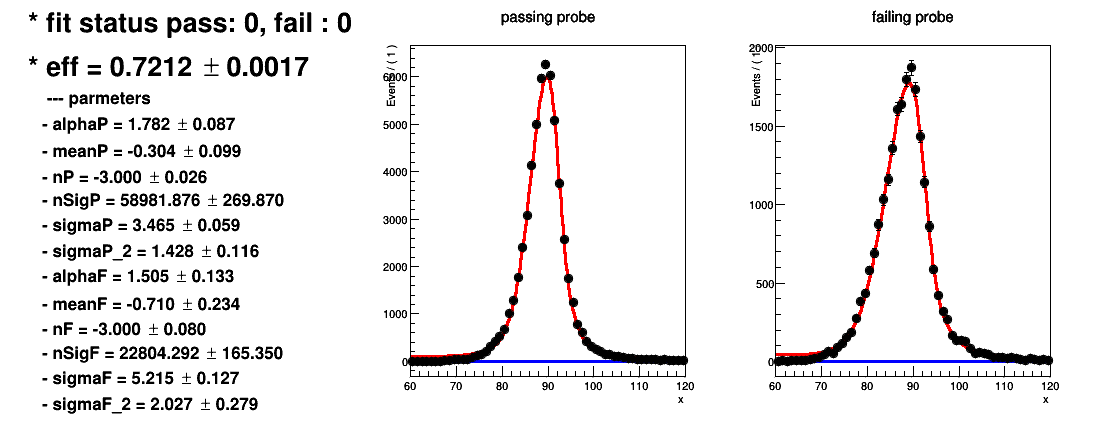 * fit status pass: 0, fail : 0
* eff = 0.7212 ± 0.0017
--- parmeters
- alphaP = 1.782 ± 0.087
- meanP = -0.304 ± 0.099
- nP = -3.000 ± 0.026
- nSigP = 58981.876 ± 269.870
- sigmaP = 3.465 ± 0.059
- sigmaP_2 = 1.428 ± 0.116
- alphaF = 1.505 ± 0.133
- meanF = -0.710 ± 0.234
- nF = -3.000 ± 0.080
- nSigF = 22804.292 ± 165.350
- sigmaF = 5.215 ± 0.127
- sigmaF_2 = 2.027 ± 0.279
passing probe
Events / ( 1 )
6000
5000
4000
3000
2000
1000
0
60 70 80 90 100 110 120
x
failing probe
Events / ( 1 )
2000
1500
1000
500
0
60 70 80 90 100 110 120
x